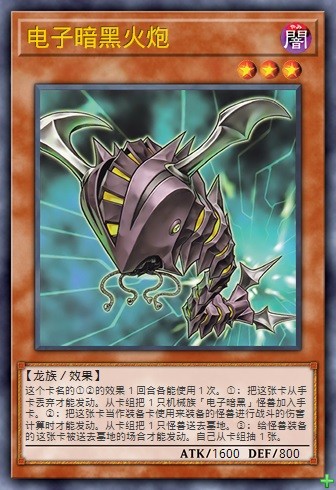 电子暗黑火炮
闇
【龙族/效果】
这个卡名的①②的效果1回合各能使用1次。①：把这张卡从手
卡丢弃才能发动。从卡组把1只机械族「电子暗黑」怪兽加入手
卡。②：把这张卡当作装备卡使用来装备的怪兽进行战斗的伤害
计算时才能发动。从卡组把1只怪兽送去墓地。③：给怪兽装备
的这张卡被送去墓地的场合才能发动。自己从卡组抽1张。
ATK/1600 DEF/800